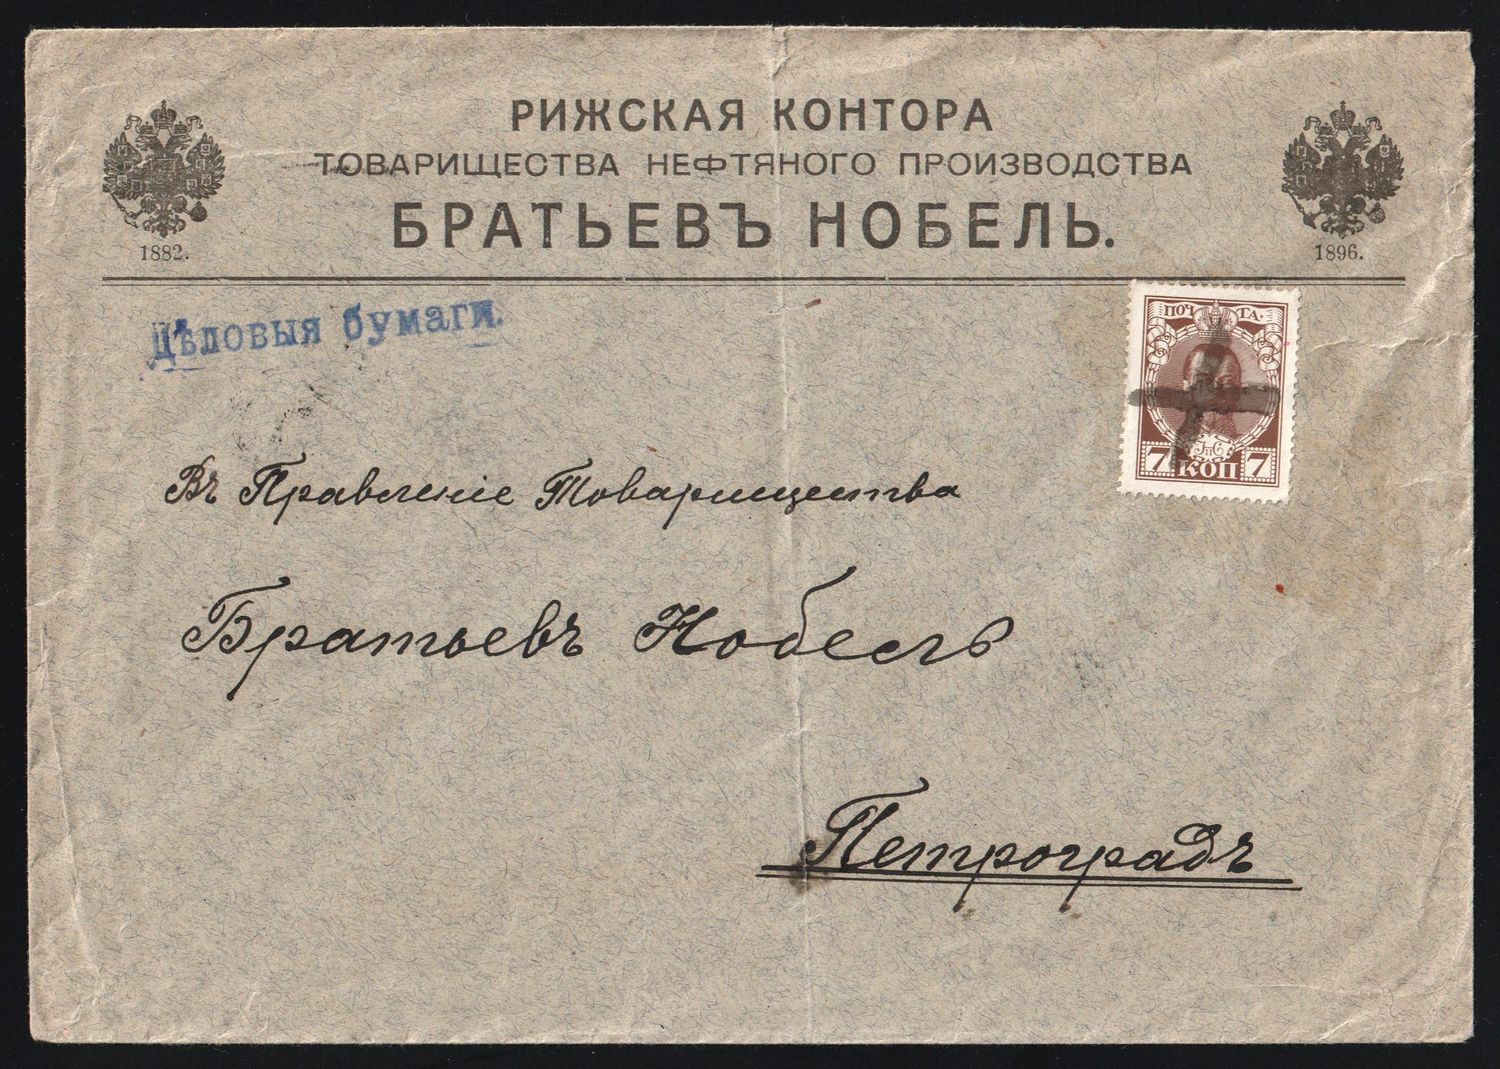 РИЖСКАЯ КОНТОРА
ТОВАРИЩЕСТВА НЕФТЯНОГО ПРОИЗВОДСТВА
БРАТЬЕВЪ НОБЕЛЬ.
1882.
1896.
Дѣловыя бумаги.
ПОЧТА.
7 КОП 7
Въ Правленіе Товарищества
Братьевъ Нобель
Петроградъ